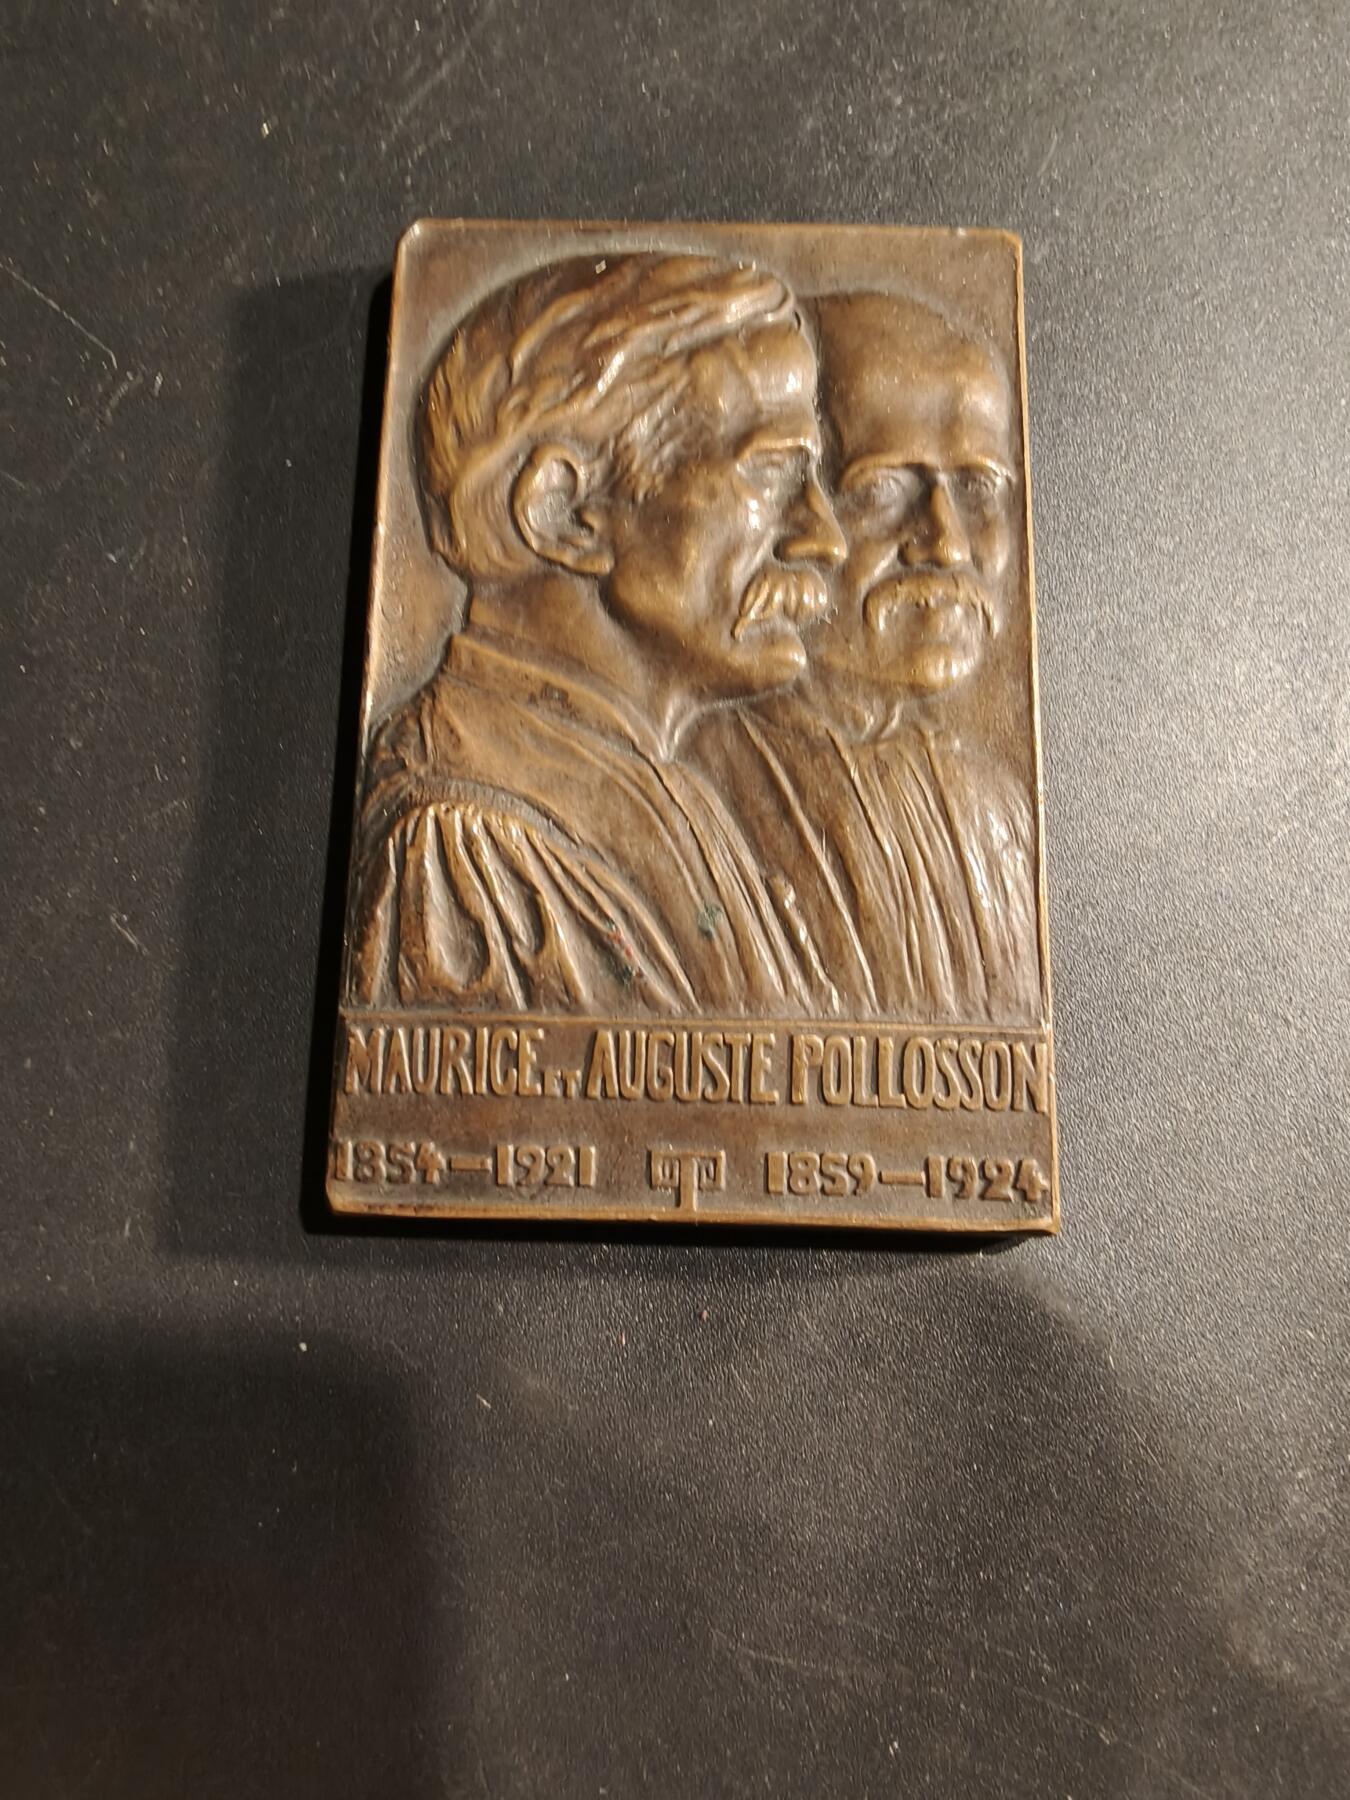 MAURICE ET AUGUSTE POLLOSSON
1854—1921 1859—1924